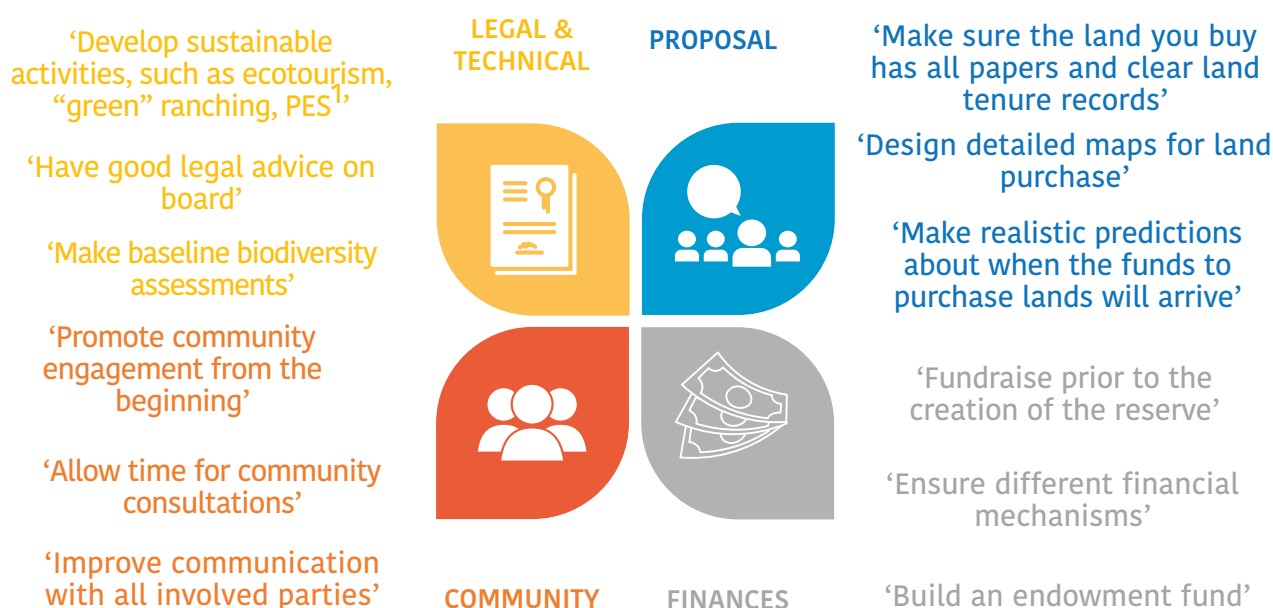 ‘Develop sustainable
activities, such as ecotourism,
“green” ranching, PES1’
‘Have good legal advice on
board’
‘Make baseline biodiversity
assessments’
‘Promote community
engagement from the
beginning’
‘Allow time for community
consultations’
‘Improve communication
with all involved parties’
LEGAL &
TECHNICAL
PROPOSAL
COMMUNITY
FINANCES
‘Make sure the land you buy
has all papers and clear land
tenure records’
‘Design detailed maps for land
purchase’
‘Make realistic predictions
about when the funds to
purchase lands will arrive’
‘Fundraise prior to the
creation of the reserve’
‘Ensure different financial
mechanisms’
‘Build an endowment fund’